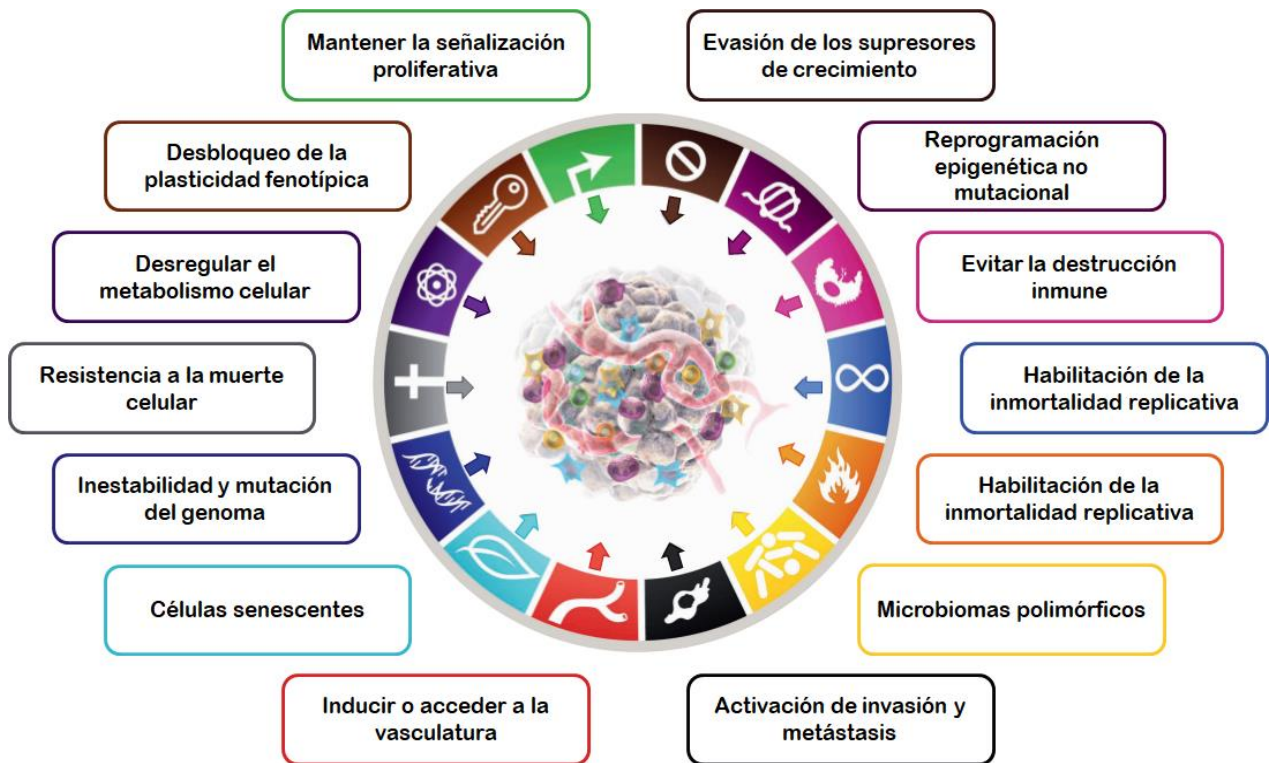 Mantener la señalización
proliferativa
Evasión de los supresores
de crecimiento
Desbloqueo de la
plasticidad fenotípica
Reprogramación
epigenética no
mutacional
Desregular el
metabolismo celular
Evitar la destrucción
inmune
Resistencia a la muerte
celular
Habilitación de la
inmortalidad replicativa
Inestabilidad y mutación
del genoma
Habilitación de la
inmortalidad replicativa
Células senescentes
Microbiomas polimórficos
Inducir o acceder a la
vasculatura
Activación de invasión y
metástasis